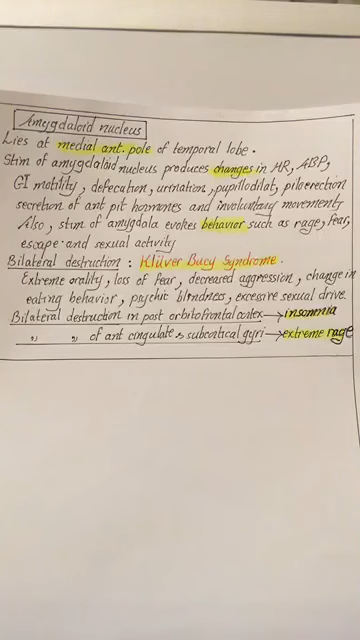 Amygdaloid nucleus
Lies at medial ant. pole of temporal lobe.
Stim of amygdaloid nucleus produces changes in HR, ABP,
GI motility, defecation, urination, pupillodilat, piloerection
secretion of ant pit hormones and involuntary movements
Also, stim of amygdala evokes behavior such as rage, fear,
escape and sexual activity
Bilateral destruction : Klüver Bucy Syndrome.
Extreme orality, loss of fear, decreased aggression, change in
eating behavior, psychic blindness, excessive sexual drive.
Bilateral destruction in post orbitofrontal cortex → insomnia
" " of ant cingulate & subcortical gyri → extreme rage